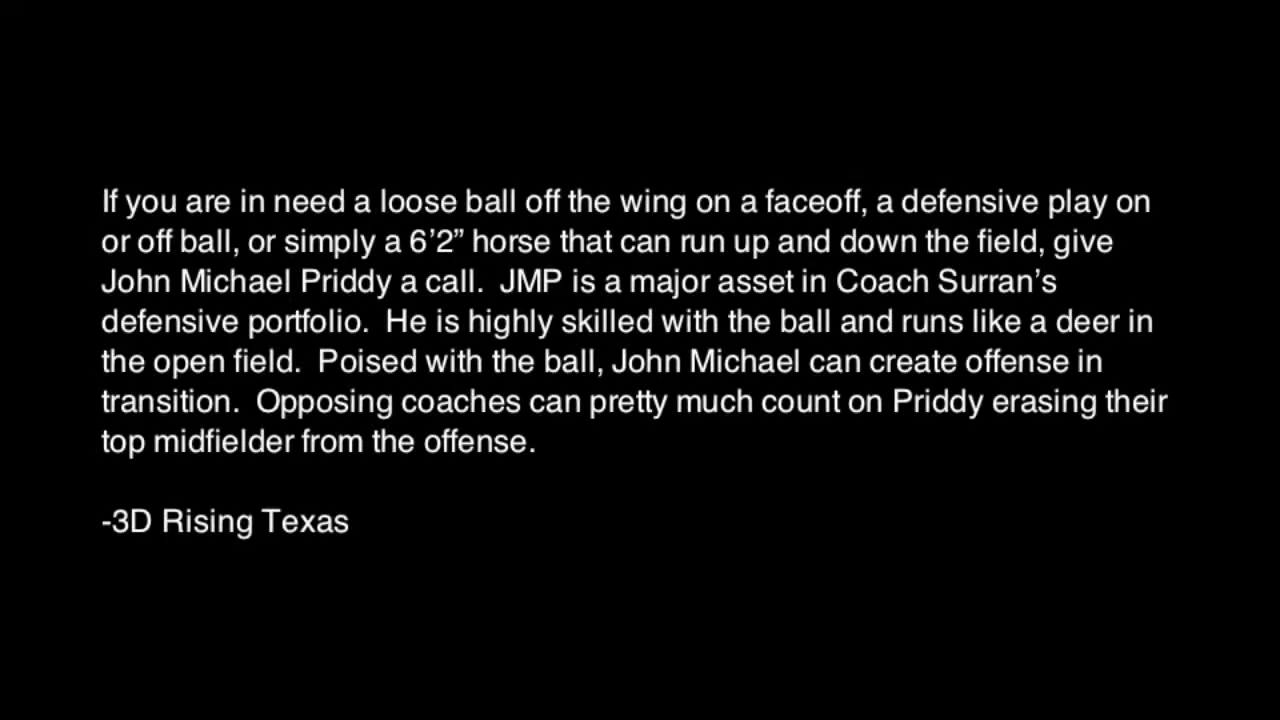 If you are in need a loose ball off the wing on a faceoff, a defensive play on
or off ball, or simply a 6’2” horse that can run up and down the field, give
John Michael Priddy a call.  JMP is a major asset in Coach Surran’s
defensive portfolio.  He is highly skilled with the ball and runs like a deer in
the open field.  Poised with the ball, John Michael can create offense in
transition.  Opposing coaches can pretty much count on Priddy erasing their
top midfielder from the offense.
-3D Rising Texas